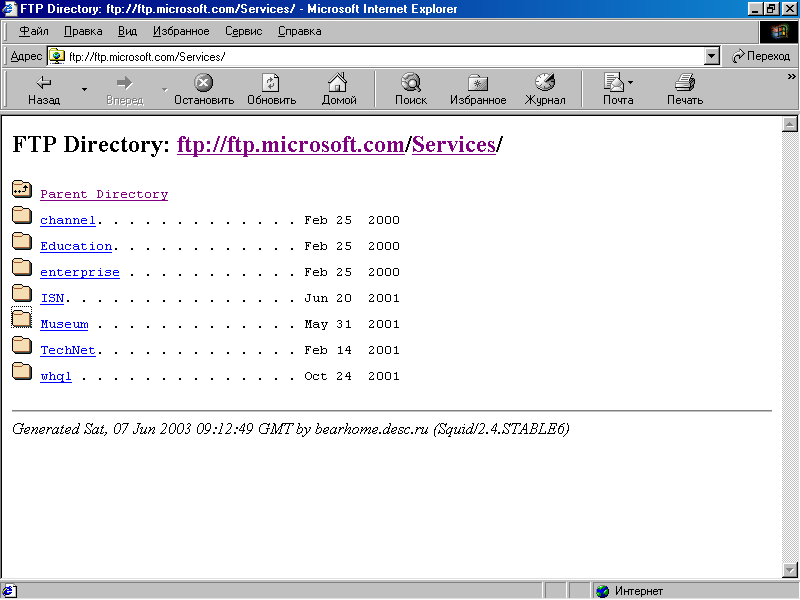 FTP Directory: ftp://ftp.microsoft.com/Services/ - Microsoft Internet Explorer
Файл Правка Вид Избранное Сервис Справка
Адрес ftp://ftp.microsoft.com/Services/ Переход
Назад Вперед Остановить Обновить Домой Поиск Избранное Журнал Почта Печать »
FTP Directory: ftp://ftp.microsoft.com/Services/
Parent Directory
channel. . . . . . . . . . . . . Feb 25 2000
Education. . . . . . . . . . . . Feb 25 2000
enterprise . . . . . . . . . . . Feb 25 2000
ISN. . . . . . . . . . . . . . . Jun 20 2001
Museum . . . . . . . . . . . . . May 31 2001
TechNet. . . . . . . . . . . . . Feb 14 2001
whql . . . . . . . . . . . . . . Oct 24 2001
Generated Sat, 07 Jun 2003 09:12:49 GMT by bearhome.desc.ru (Squid/2.4.STABLE6)
Интернет